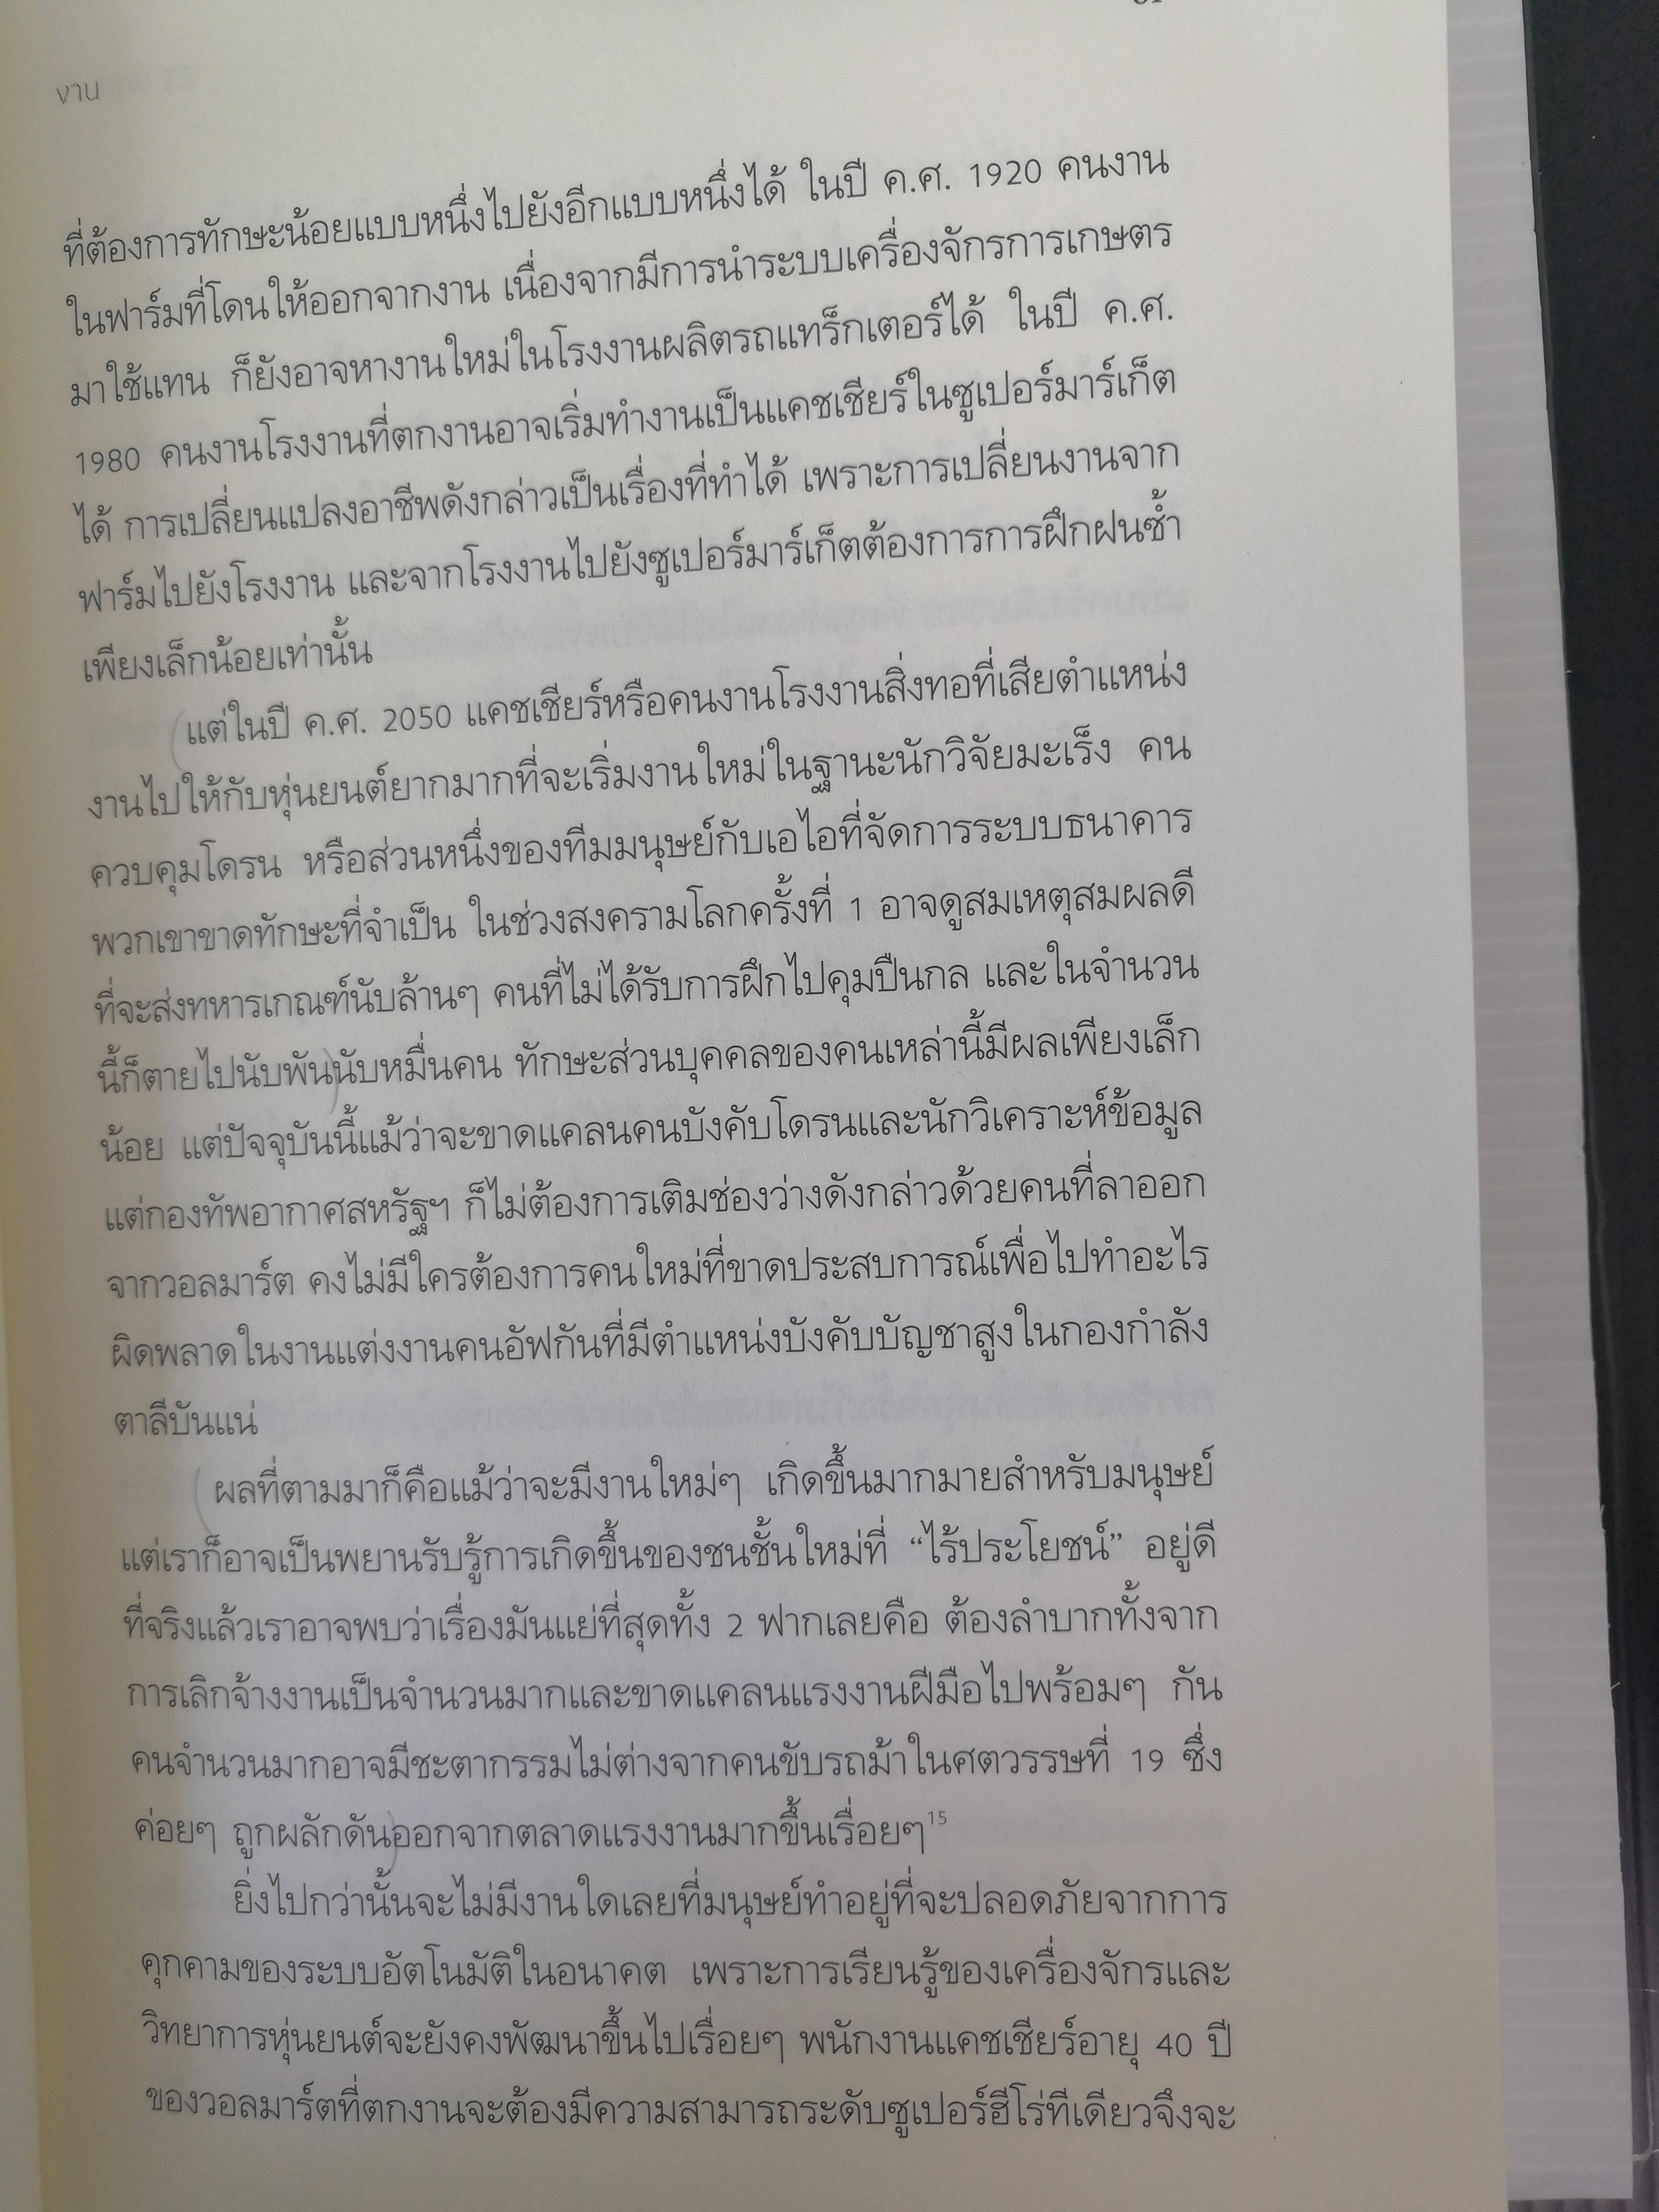 งาน
ที่ต้องการทักษะน้อยแบบหนึ่งไปยังอีกแบบหนึ่งได้ ในปี ค.ศ. 1920 คนงาน
ในฟาร์มที่โดนให้ออกจากงาน เนื่องจากมีการนำระบบเครื่องจักรการเกษตร
มาใช้แทน ก็ยังอาจหางานใหม่ในโรงงานผลิตรถแทร็กเตอร์ได้ ในปี ค.ศ.
1980 คนงานโรงงานที่ตกงานอาจเริ่มทำงานเป็นแคชเชียร์ในซูเปอร์มาร์เก็ต
ได้ การเปลี่ยนแปลงอาชีพดังกล่าวเป็นเรื่องที่ทำได้ เพราะการเปลี่ยนงานจาก
ฟาร์มไปยังโรงงาน และจากโรงงานไปยังซูเปอร์มาร์เก็ตต้องการการฝึกฝนซ้ำ
เพียงเล็กน้อยเท่านั้น
แต่ในปี ค.ศ. 2050 แคชเชียร์หรือคนงานโรงงานสิ่งทอที่เสียตำแหน่ง
งานไปให้กับหุ่นยนต์ยากมากที่จะเริ่มงานใหม่ในฐานะนักวิจัยมะเร็ง คน
ควบคุมโดรน หรือส่วนหนึ่งของทีมมนุษย์กับเอไอที่จัดการระบบธนาคาร
พวกเขาขาดทักษะที่จำเป็น ในช่วงสงครามโลกครั้งที่ 1 อาจดูสมเหตุสมผลดี
ที่จะส่งทหารเกณฑ์นับล้านๆ คนที่ไม่ได้รับการฝึกไปคุมปืนกล และในจำนวน
นี้ก็ตายไปนับพันนับหมื่นคน ทักษะส่วนบุคคลของคนเหล่านี้มีผลเพียงเล็ก
น้อย แต่ปัจจุบันนี้แม้ว่าจะขาดแคลนคนบังคับโดรนและนักวิเคราะห์ข้อมูล
แต่กองทัพอากาศสหรัฐฯ ก็ไม่ต้องการเติมช่องว่างดังกล่าวด้วยคนที่ลาออก
จากวอลมาร์ต คงไม่มีใครต้องการคนใหม่ที่ขาดประสบการณ์เพื่อไปทำอะไร
ผิดพลาดในงานแต่งงานคนอัฟกันที่มีตำแหน่งบังคับบัญชาสูงในกองกำลัง
ตาลีบันแน่
ผลที่ตามมาก็คือแม้ว่าจะมีงานใหม่ๆ เกิดขึ้นมากมายสำหรับมนุษย์
แต่เราก็อาจเป็นพยานรับรู้การเกิดขึ้นของชนชั้นใหม่ที่ “ไร้ประโยชน์” อยู่ดี
ที่จริงแล้วเราอาจพบว่าเรื่องมันแย่ที่สุดทั้ง 2 ฟากเลยคือ ต้องลำบากทั้งจาก
การเลิกจ้างงานเป็นจำนวนมากและขาดแคลนแรงงานฝีมือไปพร้อมๆ กัน
คนจำนวนมากอาจมีชะตากรรมไม่ต่างจากคนขับรถม้าในศตวรรษที่ 19 ซึ่ง
ค่อยๆ ถูกผลักดันออกจากตลาดแรงงานมากขึ้นเรื่อยๆ¹⁵
ยิ่งไปกว่านั้นจะไม่มีงานใดเลยที่มนุษย์ทำอยู่ที่จะปลอดภัยจากการ
คุกคามของระบบอัตโนมัติในอนาคต เพราะการเรียนรู้ของเครื่องจักรและ
วิทยาการหุ่นยนต์จะยังคงพัฒนาขึ้นไปเรื่อยๆ พนักงานแคชเชียร์อายุ 40 ปี
ของวอลมาร์ตที่ตกงานจะต้องมีความสามารถระดับซูเปอร์ฮีโร่ทีเดียวจึงจะ